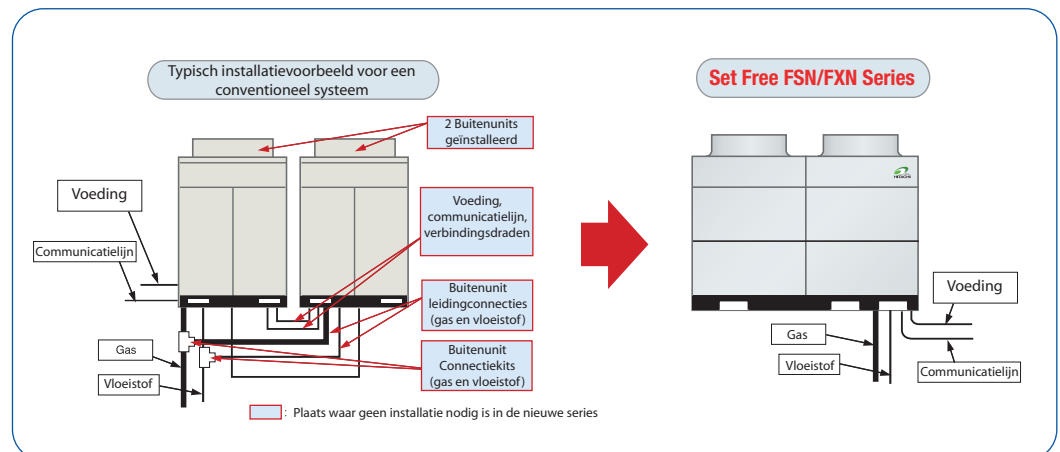 Typisch installatievoorbeeld voor een
conventioneel systeem
Set Free FSN/FXN Series
2 Buitenunits
geïnstalleerd
Voeding,
communicatielijn,
verbindingsdraden
Buitenunit
leidingconnecties
(gas en vloeistof)
Buitenunit
Connectiekits
(gas en vloeistof)
Voeding
Communicatielijn
Gas
Vloeistof
: Plaats waar geen installatie nodig is in de nieuwe series
HITACHI
Voeding
Gas
Vloeistof
Communicatielijn